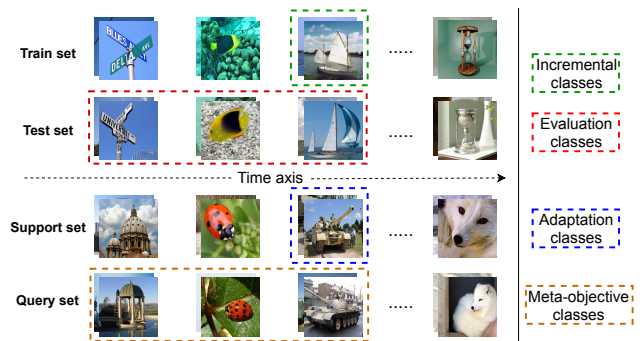 Train set
.....
Incremental
classes
Test set
.....
Evaluation
classes
Time axis
Support set
.....
Adaptation
classes
Query set
.....
Meta-objective
classes